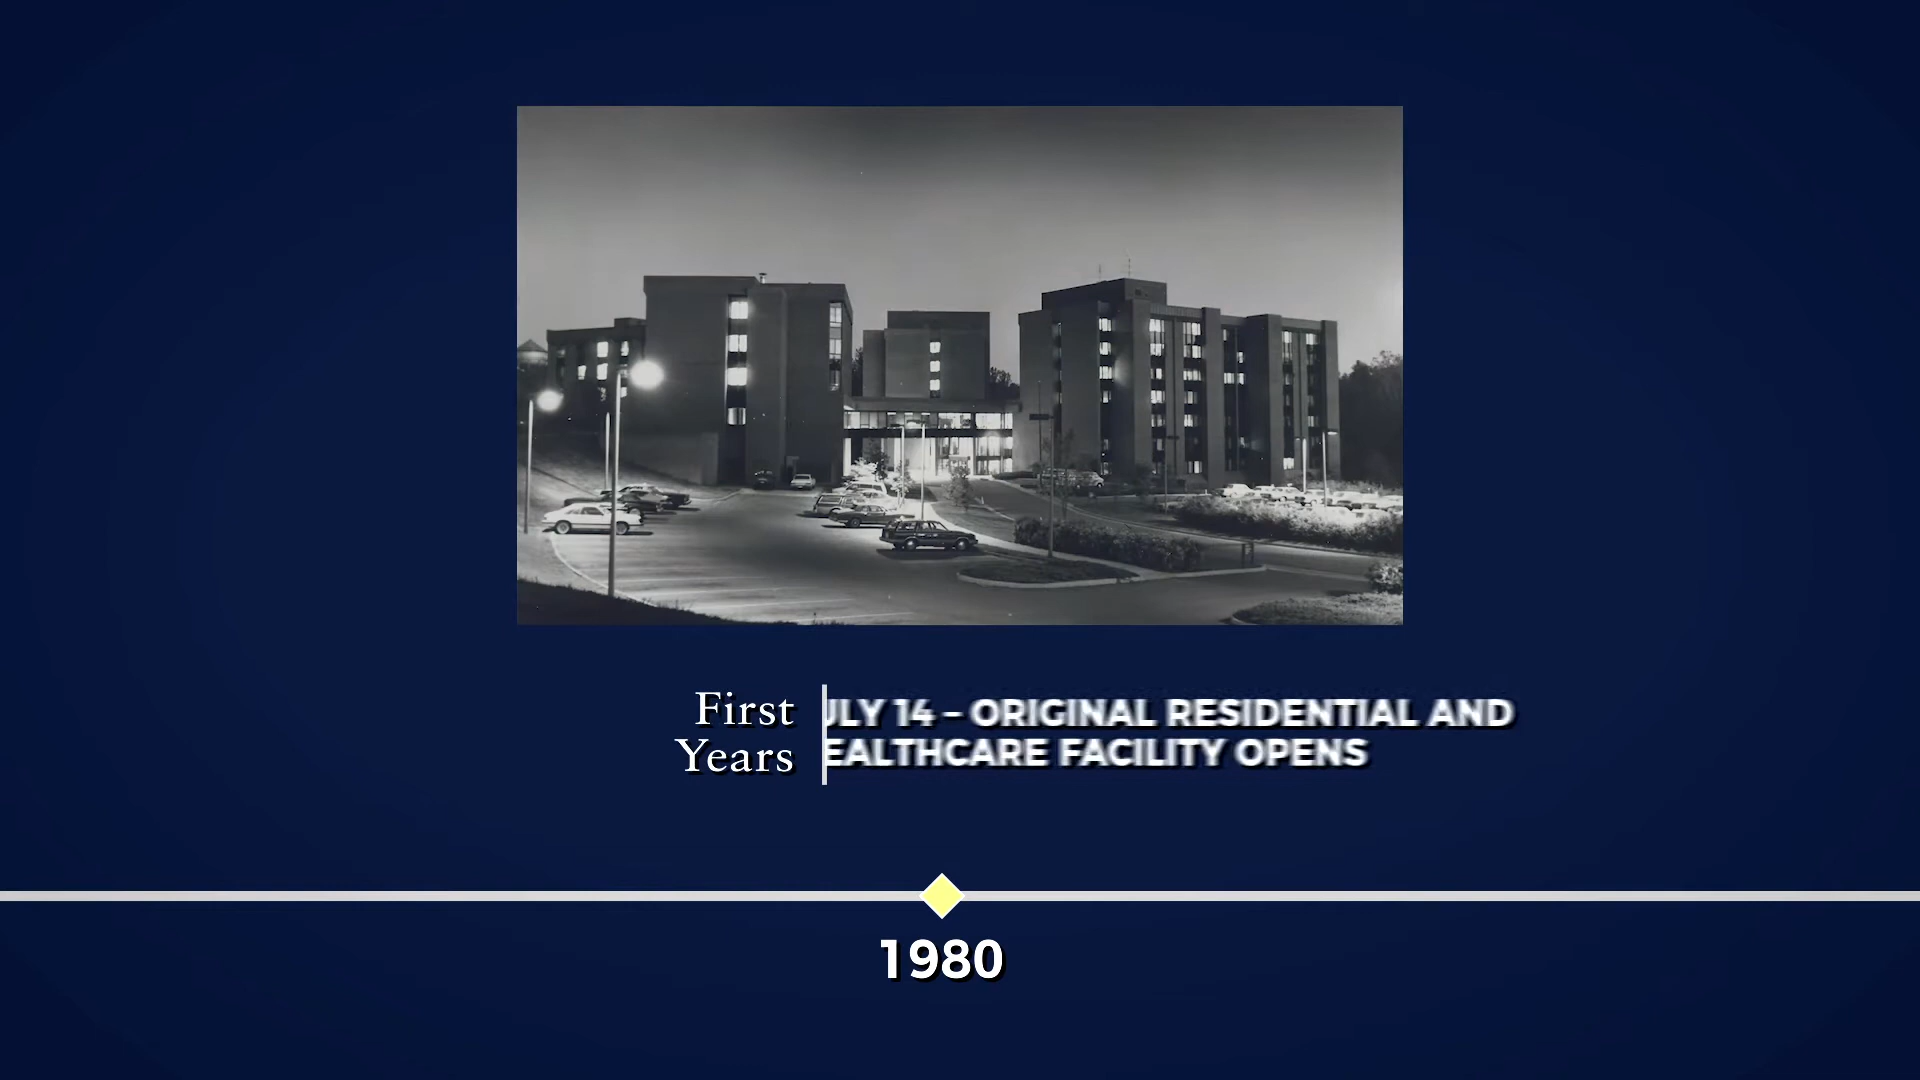 First
Years
ULY 14 – ORIGINAL RESIDENTIAL AND
EALTHCARE FACILITY OPENS
1980